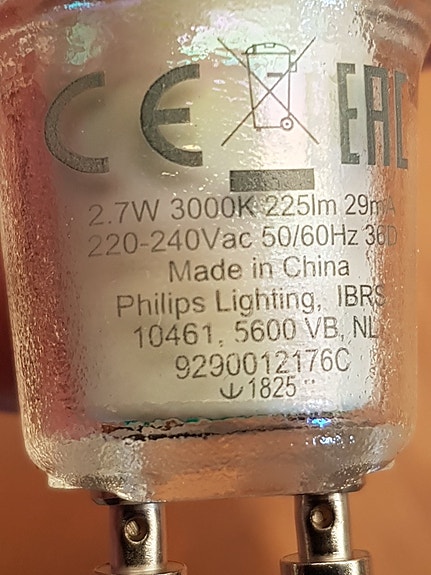 CE EAC
2.7W 3000K 225lm 29mA
220-240Vac 50/60Hz 36D
Made in China
Philips Lighting, IBRS
10461, 5600 VB, NL
9290012176C
1825